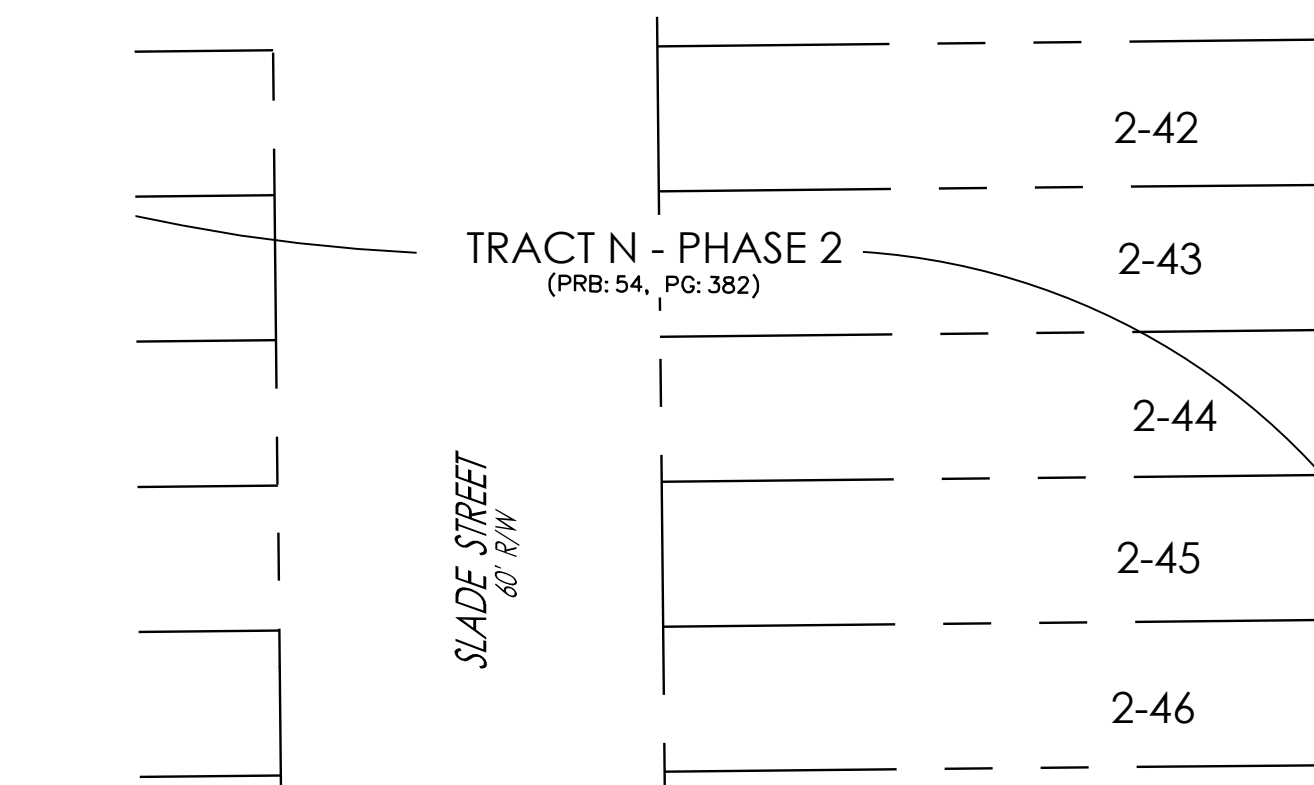 2-42
TRACT N - PHASE 2
(PRB: 54, PG: 382)
2-43
2-44
SLADE STREET
60' R/W
2-45
2-46